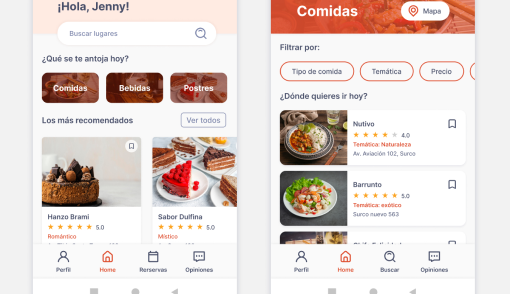 ¡Hola, Jenny!
Buscar lugares
¿Qué se te antoja hoy?
Comidas
Bebidas
Postres
Los más recomendados
Ver todos
Hanzo Brami
5.0
Romántico
Sabor Dulfina
5.0
Místico
Perfil
Home
Rerservas
Opiniones
Comidas
Mapa
Filtrar por:
Tipo de comida
Temática
Precio
¿Dónde quieres ir hoy?
Nutivo
4.0
Temática: Naturaleza
Av. Aviación 102, Surco
Barrunto
5.0
Temática: exótico
Surco nuevo 563
Perfil
Home
Buscar
Opiniones